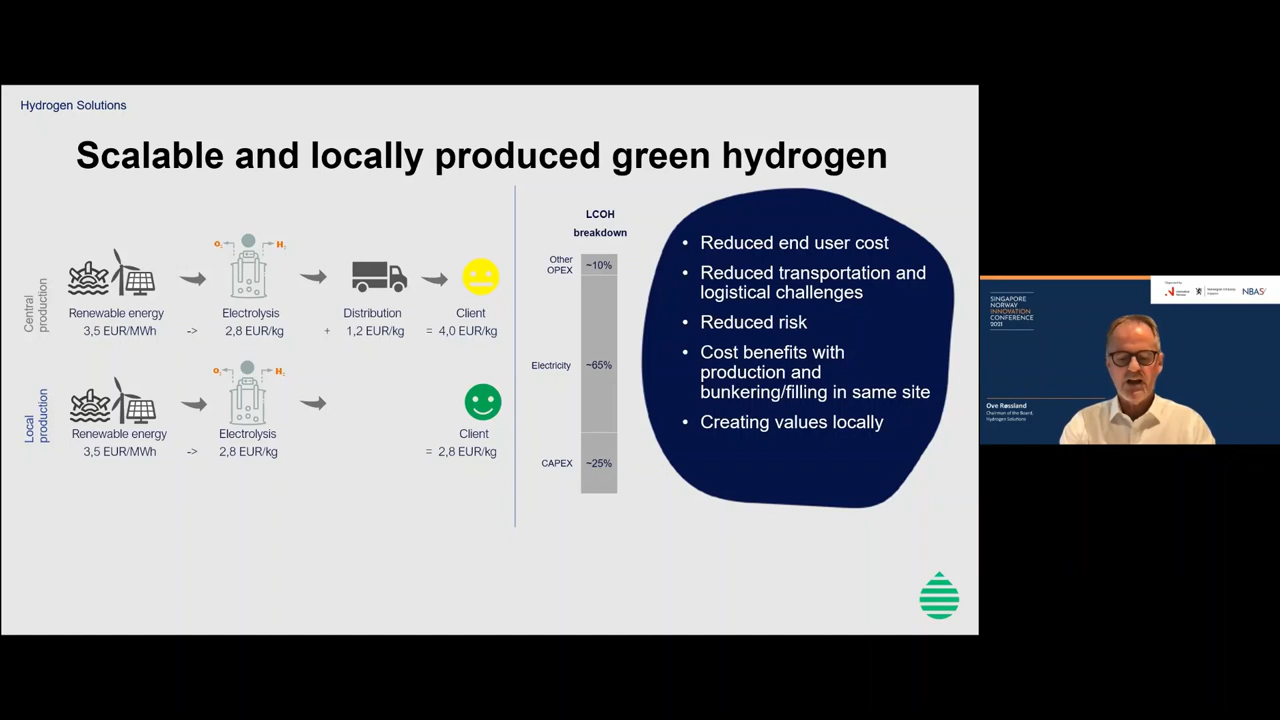 Hydrogen Solutions
Scalable and locally produced green hydrogen
Central
production
O₂
H₂
Renewable energy
Electrolysis
Distribution
Client
3,5 EUR/MWh -> 2,8 EUR/kg + 1,2 EUR/kg = 4,0 EUR/kg
Local
production
O₂
H₂
Renewable energy
Electrolysis
Client
3,5 EUR/MWh -> 2,8 EUR/kg = 2,8 EUR/kg
LCOH
breakdown
Other
OPEX
~10%
Electricity
~65%
CAPEX
~25%
• Reduced end user cost
• Reduced transportation and
logistical challenges
• Reduced risk
• Cost benefits with
production and
bunkering/filling in same site
• Creating values locally
SINGAPORE
NORWAY
INNOVATION
CONFERENCE
2021
NBAS
Ove Røssland
Chairman of the Board,
Hydrogen Solutions